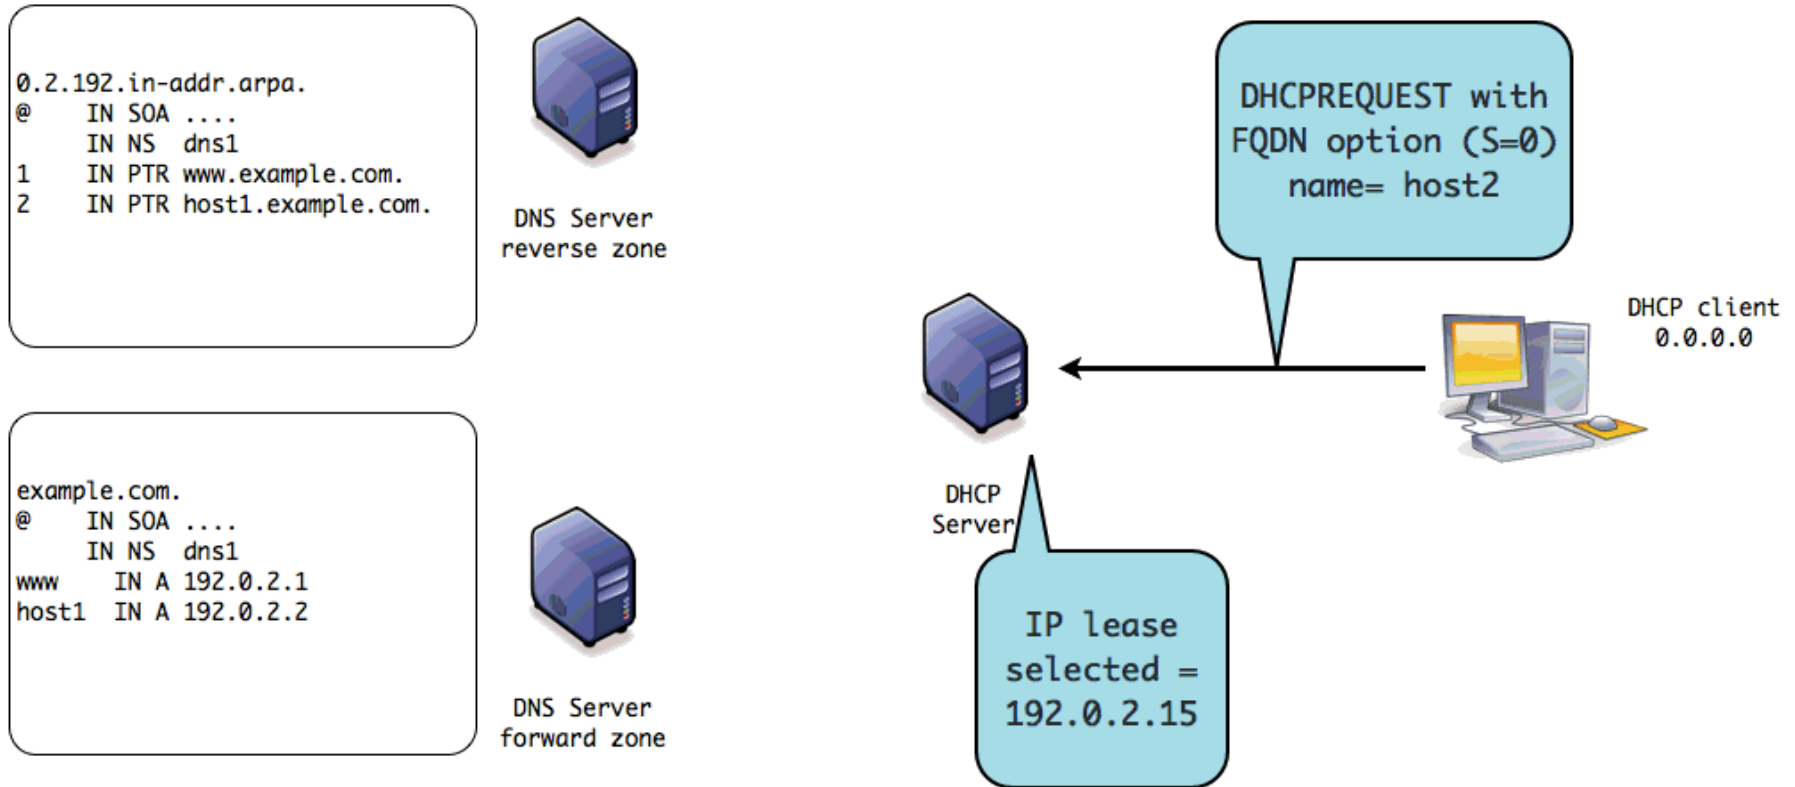 0.2.192.in-addr.arpa.
@    IN SOA ....
     IN NS  dns1
1    IN PTR www.example.com.
2    IN PTR host1.example.com.
DNS Server
reverse zone
DHCPREQUEST with
FQDN option (S=0)
name= host2
DHCP client
0.0.0.0
example.com.
@    IN SOA ....
     IN NS  dns1
www    IN A 192.0.2.1
host1  IN A 192.0.2.2
DNS Server
forward zone
DHCP
Server
IP lease
selected =
192.0.2.15